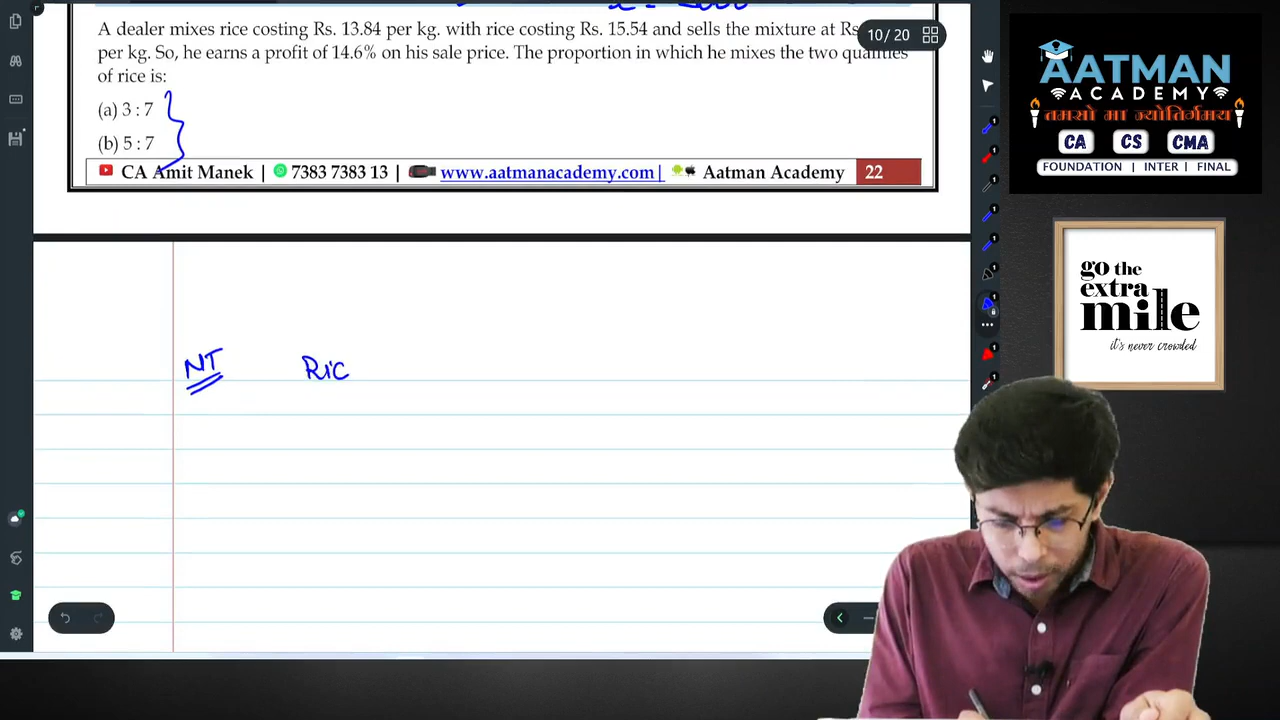 A dealer mixes rice costing Rs. 13.84 per kg. with rice costing Rs. 15.54 and sells the mixture at Rs
per kg. So, he earns a profit of 14.6% on his sale price. The proportion in which he mixes the two qualities
of rice is:
(a) 3 : 7
(b) 5 : 7
CA Amit Manek | 7383 7383 13 | www.aatmanacademy.com | Aatman Academy 22
10 / 20
NT Ric
AATMAN
ACADEMY
तमसो मा ज्योतिर्गमय
CA CS CMA
FOUNDATION | INTER | FINAL
go the
extra
mile
it's never crowded